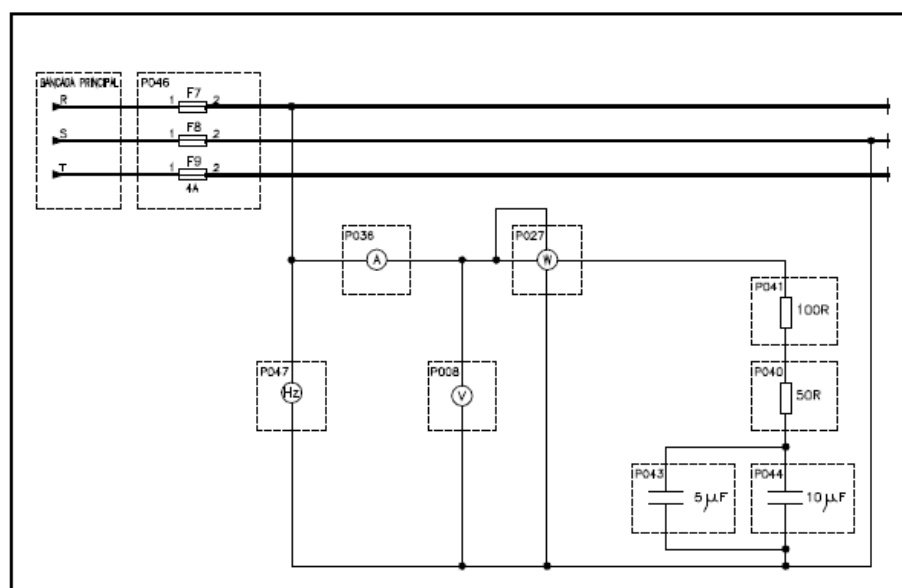 BANCADA PRINCIPAL
P046
R
1
F7
2
S
1
F8
2
T
1
F9
2
4A
P036
A
P027
W
P041
100R
P047
Hz
P008
V
P040
50R
P043
5µF
P044
10µF